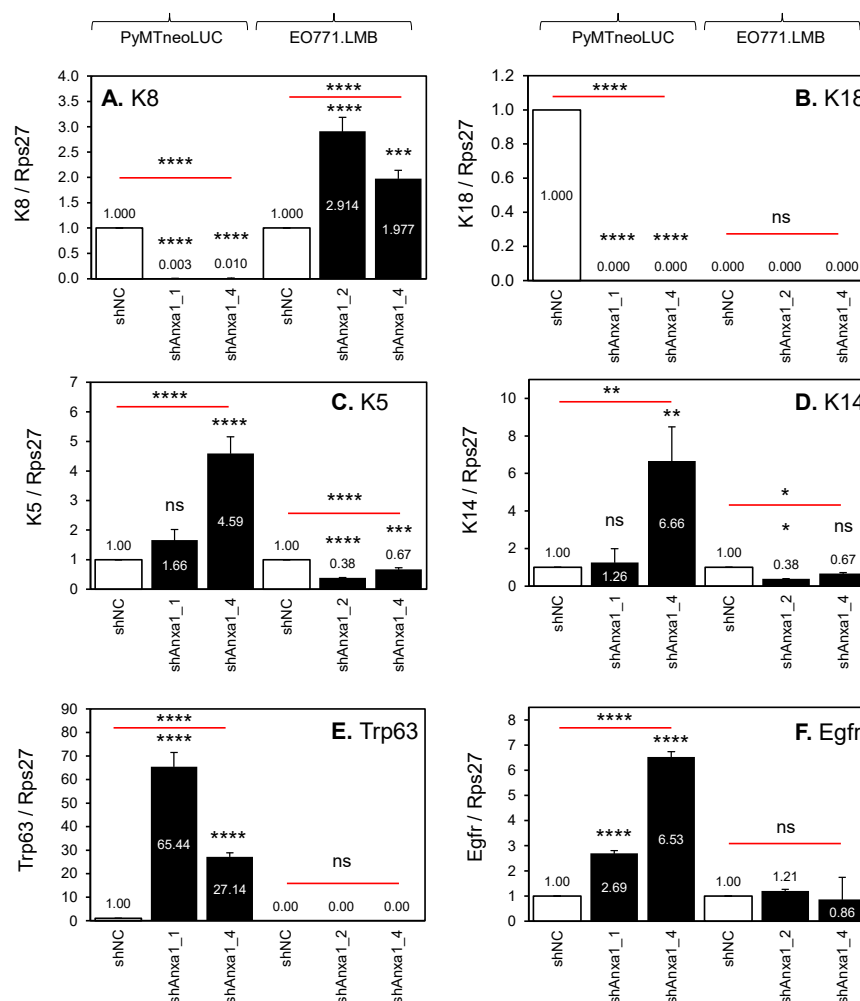 PyMTneoLUC EO771.LMB
A. K8
K8 / Rps27
4.0
3.5
3.0
2.5
2.0
1.5
1.0
0.5
0.0
**** **** **** ***
**** ****
1.000 0.003 0.010 1.000 2.914 1.977
shNC shAnxa1_1 shAnxa1_4 shNC shAnxa1_2 shAnxa1_4
PyMTneoLUC EO771.LMB
B. K18
K18 / Rps27
1.2
1.0
0.8
0.6
0.4
0.2
0.0
****
**** **** ns
1.000 0.000 0.000 0.000 0.000 0.000
shNC shAnxa1_1 shAnxa1_4 shNC shAnxa1_2 shAnxa1_4
C. K5
K5 / Rps27
7
6
5
4
3
2
1
0
**** ****
ns **** **** ***
1.00 1.66 4.59 1.00 0.38 0.67
shNC shAnxa1_1 shAnxa1_4 shNC shAnxa1_2 shAnxa1_4
D. K14
K14 / Rps27
10
8
6
4
2
0
** *
ns ** * ns
1.00 1.26 6.66 1.00 0.38 0.67
shNC shAnxa1_1 shAnxa1_4 shNC shAnxa1_2 shAnxa1_4
E. Trp63
Trp63 / Rps27
90
80
70
60
50
40
30
20
10
0
****
**** **** ns
1.00 65.44 27.14 0.00 0.00 0.00
shNC shAnxa1_1 shAnxa1_4 shNC shAnxa1_2 shAnxa1_4
F. Egfr
Egfr / Rps27
8
7
6
5
4
3
2
1
0
**** ns
**** ****
1.00 2.69 6.53 1.00 1.21 0.86
shNC shAnxa1_1 shAnxa1_4 shNC shAnxa1_2 shAnxa1_4